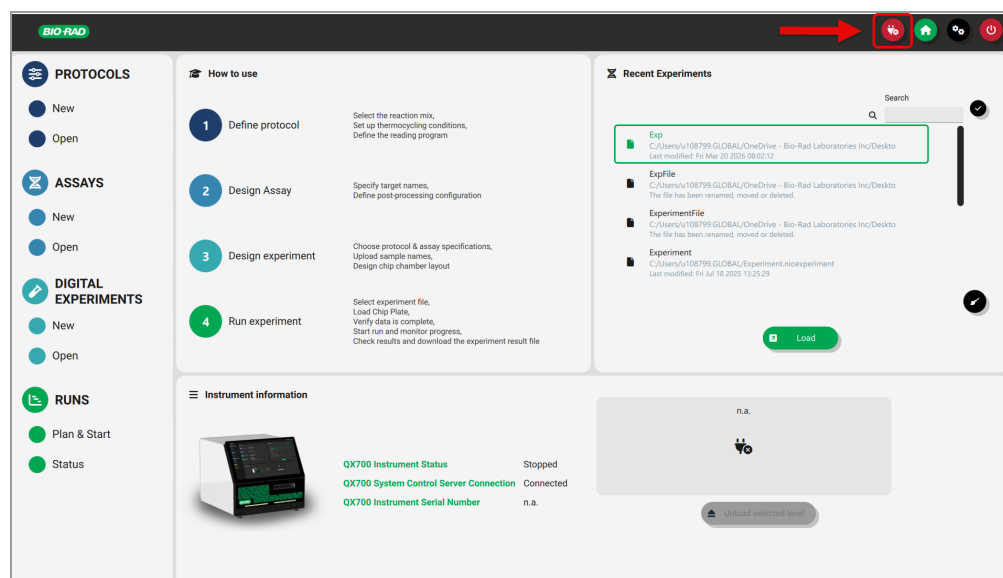 BIO-RAD
PROTOCOLS
New
Open
ASSAYS
New
Open
DIGITAL
EXPERIMENTS
New
Open
RUNS
Plan & Start
Status
How to use
1
Define protocol
Select the reaction mix,
Set up thermocycling conditions,
Define the reading program
2
Design Assay
Specify target names,
Define post-processing configuration
3
Design experiment
Choose protocol & assay specifications,
Upload sample names,
Design chip chamber layout
4
Run experiment
Select experiment file,
Load Chip Plate,
Verify data is complete,
Start run and monitor progress,
Check results and download the experiment result file
Recent Experiments
Search
Exp
C:/Users/u108799.GLOBAL/OneDrive - Bio-Rad Laboratories Inc/Deskto
Last modified: Fri Mar 20 2026 08:02:12
ExpFile
C:/Users/u108799.GLOBAL/OneDrive - Bio-Rad Laboratories Inc/Deskto
The file has been renamed, moved or deleted.
ExperimentFile
C:/Users/u108799.GLOBAL/OneDrive - Bio-Rad Laboratories Inc/Deskto
The file has been renamed, moved or deleted.
Experiment
C:/Users/u108799.GLOBAL/Experiment.nioexperiment
Last modified: Fri Jul 18 2025 13:25:29
Load
Instrument information
QX700 Instrument Status Stopped
QX700 System Control Server Connection Connected
QX700 Instrument Serial Number n.a.
n.a.
Unload selected level